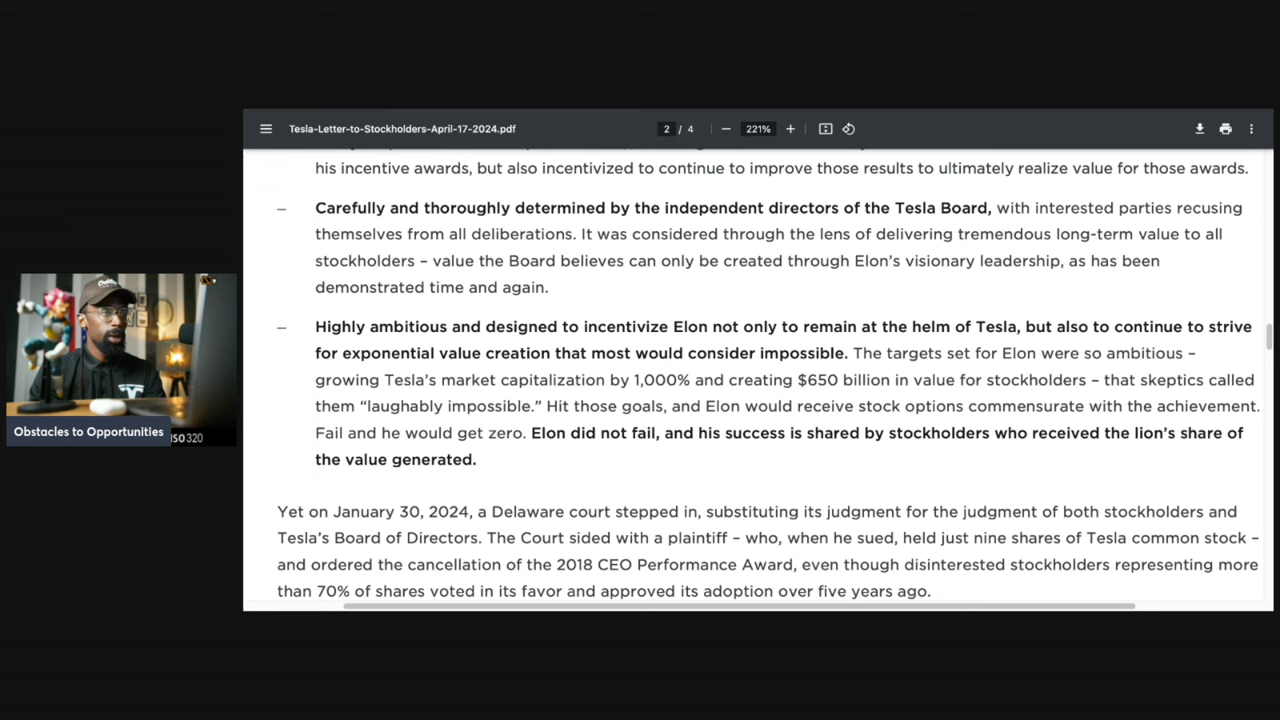 Tesla-Letter-to-Stockholders-April-17-2024.pdf
2 / 4
221%
his incentive awards, but also incentivized to continue to improve those results to ultimately realize value for those awards.
– Carefully and thoroughly determined by the independent directors of the Tesla Board, with interested parties recusing
themselves from all deliberations. It was considered through the lens of delivering tremendous long-term value to all
stockholders – value the Board believes can only be created through Elon’s visionary leadership, as has been
demonstrated time and again.
– Highly ambitious and designed to incentivize Elon not only to remain at the helm of Tesla, but also to continue to strive
for exponential value creation that most would consider impossible. The targets set for Elon were so ambitious –
growing Tesla’s market capitalization by 1,000% and creating $650 billion in value for stockholders – that skeptics called
them “laughably impossible.” Hit those goals, and Elon would receive stock options commensurate with the achievement.
Fail and he would get zero. Elon did not fail, and his success is shared by stockholders who received the lion’s share of
the value generated.
Yet on January 30, 2024, a Delaware court stepped in, substituting its judgment for the judgment of both stockholders and
Tesla’s Board of Directors. The Court sided with a plaintiff – who, when he sued, held just nine shares of Tesla common stock –
and ordered the cancellation of the 2018 CEO Performance Award, even though disinterested stockholders representing more
than 70% of shares voted in its favor and approved its adoption over five years ago.
Obstacles to Opportunities
ISO 320